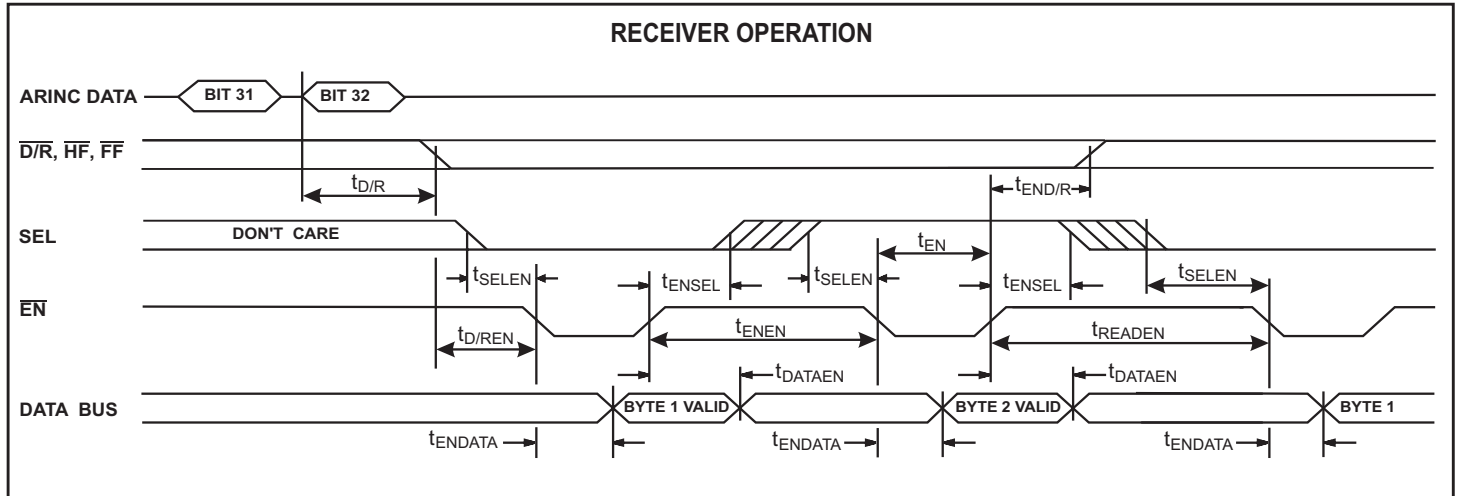 RECEIVER OPERATION
ARINC DATA BIT 31 BIT 32
D/R, HF, FF
tD/R tEND/R
SEL DON'T CARE tEN
tSELEN tENSEL tSELEN tENSEL tSELEN
EN
tD/REN tENEN tREADEN
tDATAEN tDATAEN
DATA BUS BYTE 1 VALID BYTE 2 VALID BYTE 1
tENDATA tENDATA tENDATA